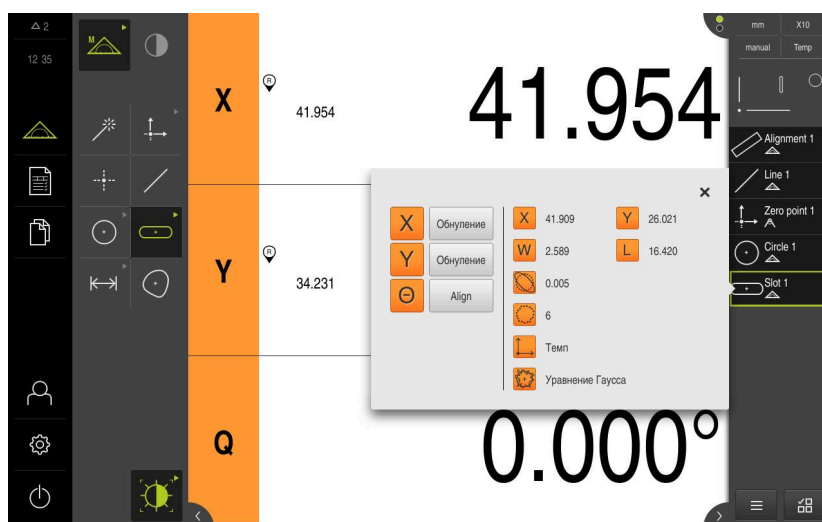 2
12 35
M
X
R
41.954
41.954
Y
R
34.231
Q
0.000°
X
Обнуление
Y
Обнуление
Θ
Align
X
41.909
Y
26.021
W
2.589
L
16.420
0.005
6
Темп
Уравнение Гаусса
mm
X10
manual
Temp
Alignment 1
Line 1
Zero point 1
Circle 1
Slot 1